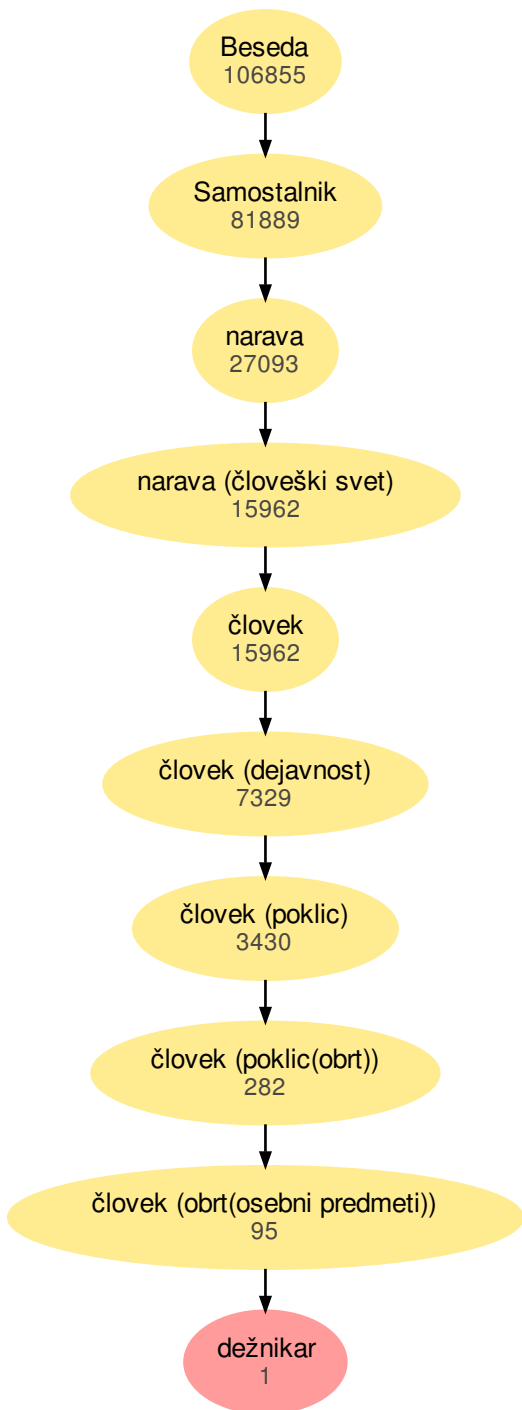 Beseda
106855
Samostalnik
81889
narava
27093
narava (človeški svet)
15962
človek
15962
človek (dejavnost)
7329
človek (poklic)
3430
človek (poklic(obrt))
282
človek (obrt(osebni predmeti))
95
dežnikar
1